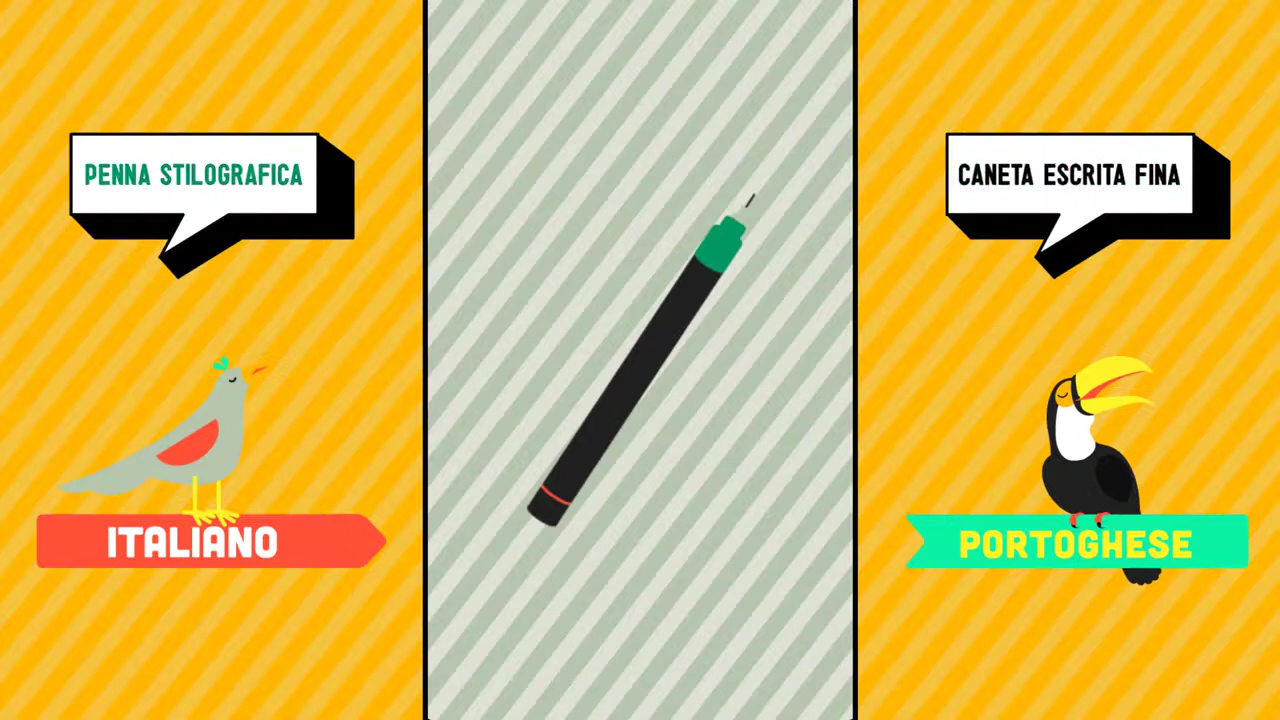 PENNA STILOGRAFICA
CANETA ESCRITA FINA
ITALIANO
PORTOGHESE